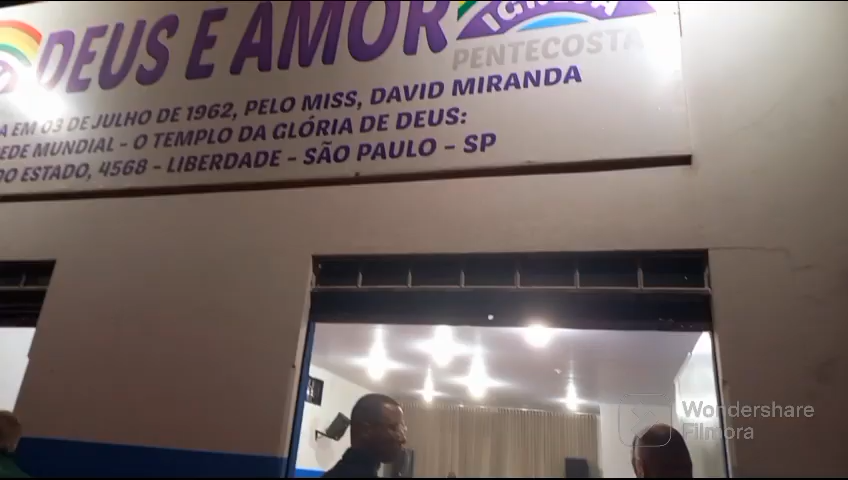 DEUS E AMOR
IGREJA
PENTECOSTA
A EM 03 DE JULHO DE 1962, PELO MISS, DAVID MIRANDA
EDE MUNDIAL - O TEMPLO DA GLÓRIA DE DEUS:
DO ESTADO, 4568 - LIBERDADE - SÃO PAULO - SP
Wondershare
Filmora